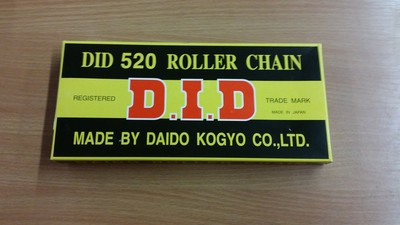 DID 520 ROLLER CHAIN
REGISTERED D.I.D TRADE MARK
MADE IN JAPAN
MADE BY DAIDO KOGYO CO.,LTD.